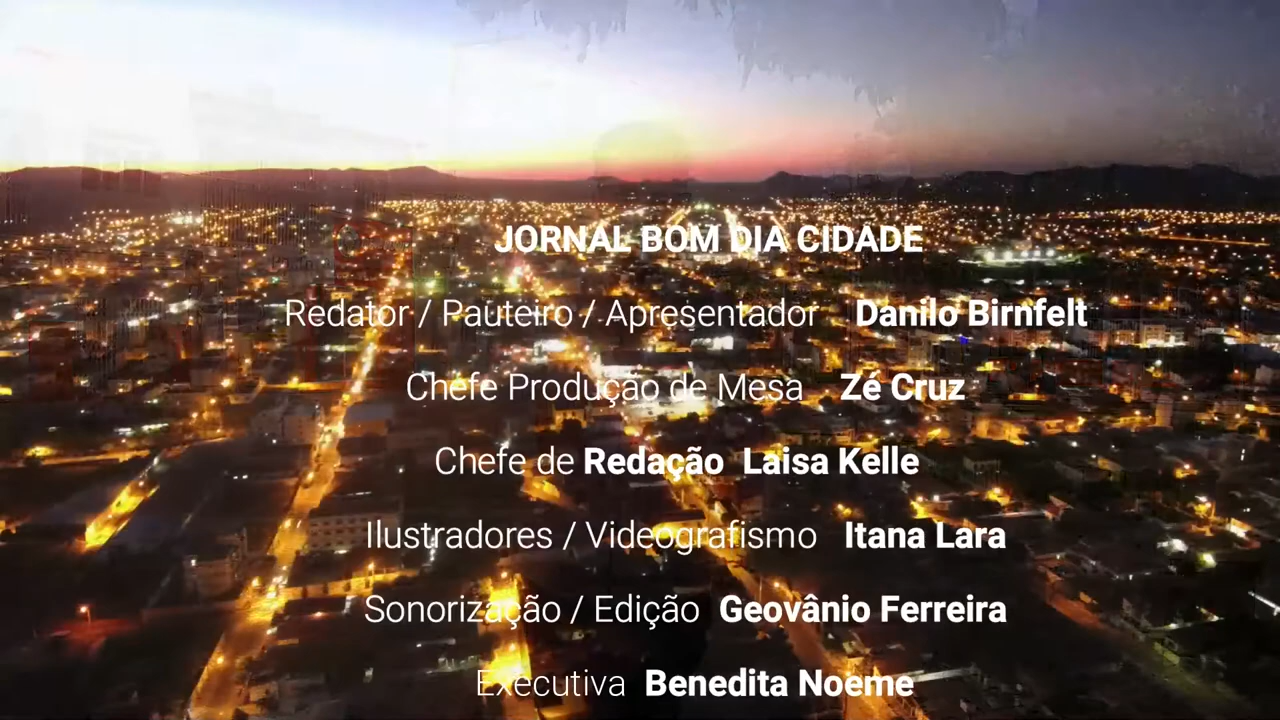 JORNAL BOM DIA CIDADE
Redator / Pauteiro / Apresentador Danilo Birnfelt
Chefe Produção de Mesa Zé Cruz
Chefe de Redação Laisa Kelle
Ilustradores / Videografismo Itana Lara
Sonorização / Edição Geovânio Ferreira
Executiva Benedita Noeme